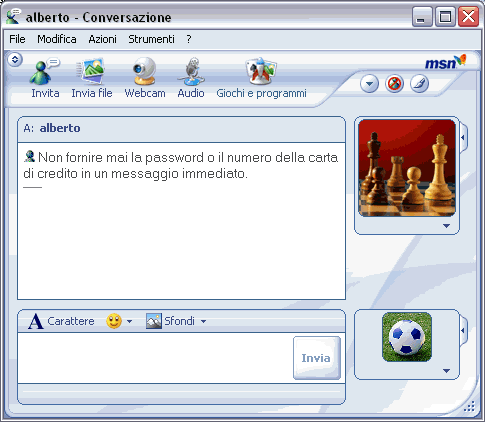 alberto - Conversazione
File Modifica Azioni Strumenti ?
msn
Invita Invia file Webcam Audio Giochi e programmi
A: alberto
Non fornire mai la password o il numero della carta
di credito in un messaggio immediato.
Carattere Sfondi
Invia